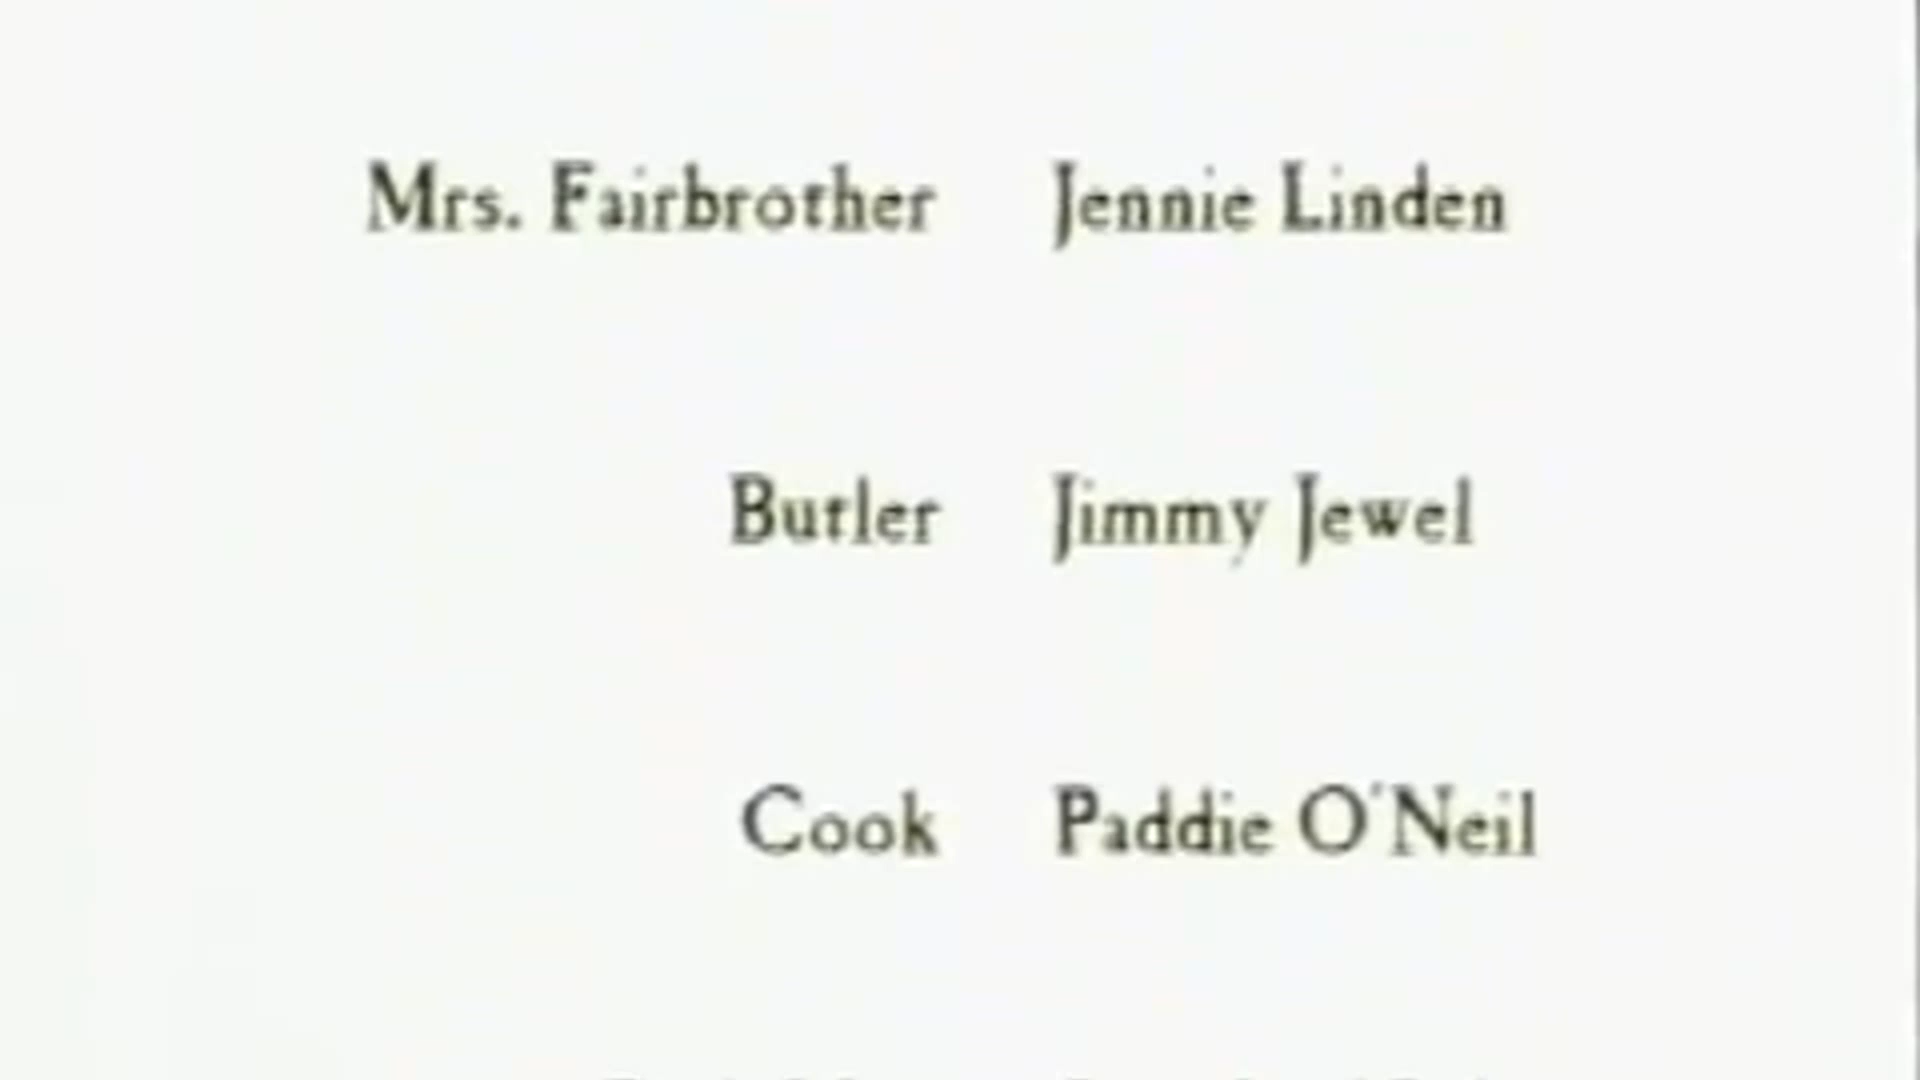 Mrs. Fairbrother Jennie Linden
Butler Jimmy Jewel
Cook Paddie O'Neil